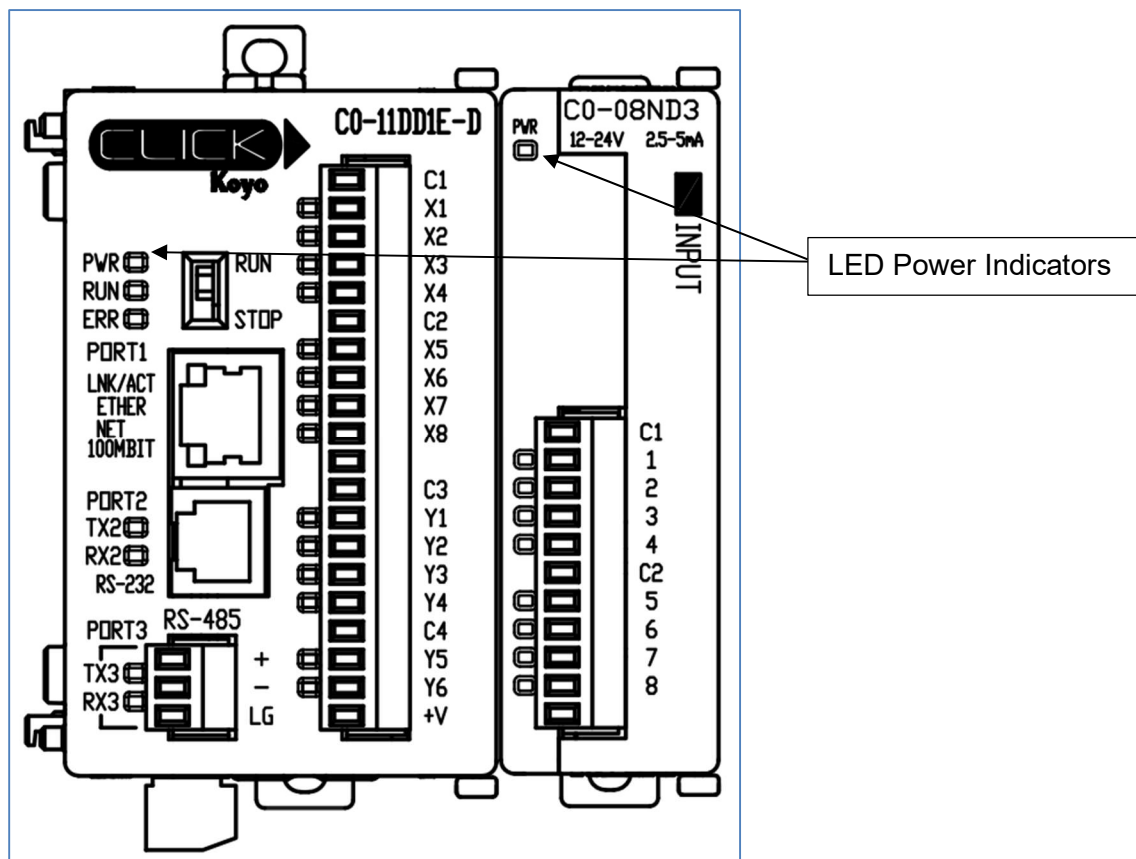 CLICK
Koyo
C0-11DD1E-D
C1
X1
X2
X3
X4
C2
X5
X6
X7
X8
C3
Y1
Y2
Y3
Y4
C4
Y5
Y6
+V
PWR
RUN
ERR
RUN
STOP
PORT1
LNK/ACT
ETHER
NET
100MBIT
PORT2
TX2
RX2
RS-232
PORT3
RS-485
TX3
RX3
+
-
LG
PWR
C0-08ND3
12-24V 2.5-5mA
INPUT
C1
1
2
3
4
C2
5
6
7
8
LED Power Indicators